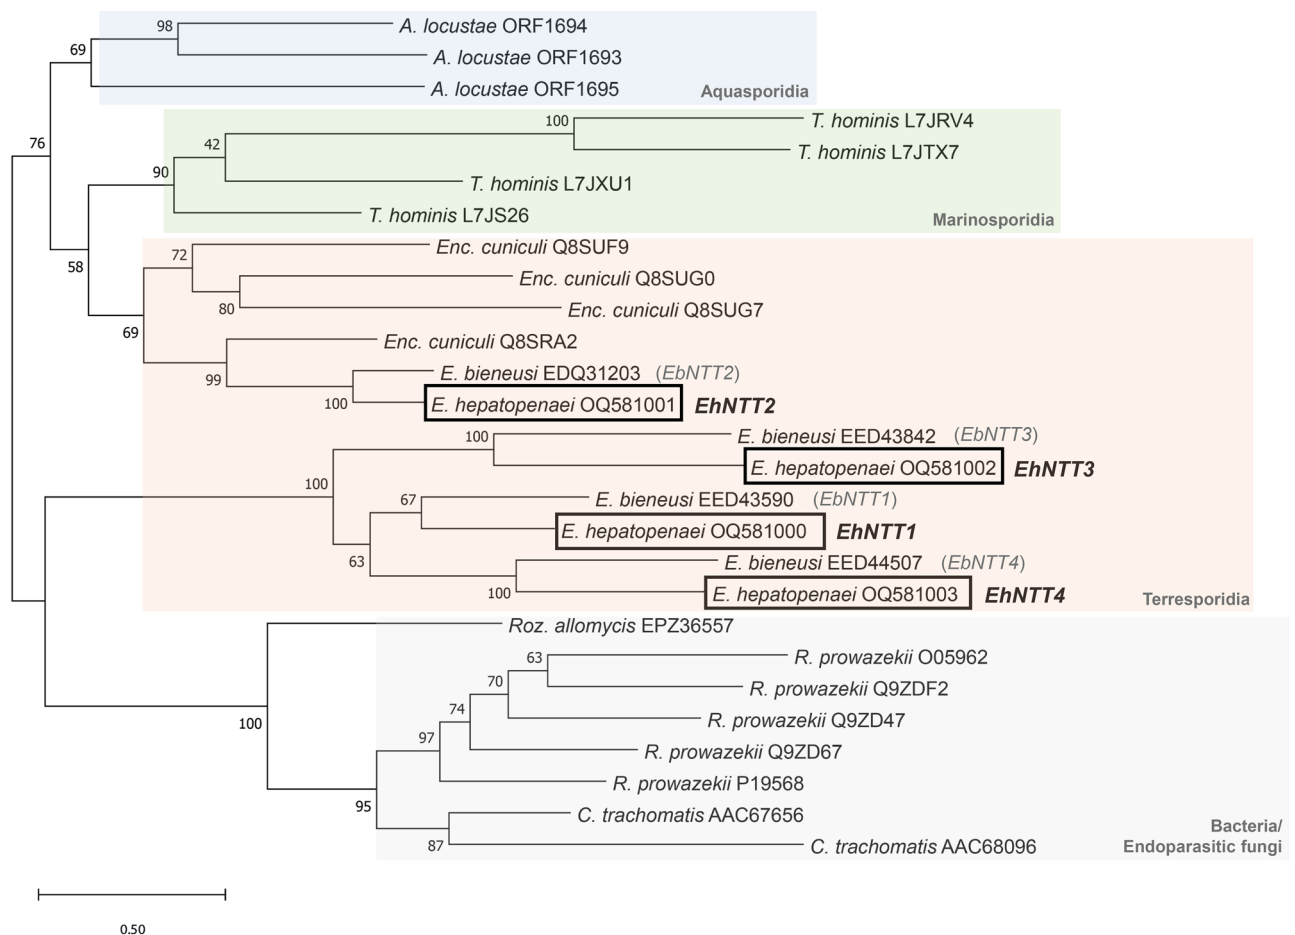 98
A. locustae ORF1694
69
A. locustae ORF1693
A. locustae ORF1695
Aquasporidia
100
T. hominis L7JRV4
76
42
T. hominis L7JTX7
90
T. hominis L7JXU1
T. hominis L7JS26
Marinosporidia
58
72
Enc. cuniculi Q8SUF9
Enc. cuniculi Q8SUG0
80
Enc. cuniculi Q8SUG7
69
Enc. cuniculi Q8SRA2
99
E. bieneusi EDQ31203 (EbNTT2)
100
E. hepatopenaei OQ581001 EhNTT2
100
E. bieneusi EED43842 (EbNTT3)
E. hepatopenaei OQ581002 EhNTT3
100
67
E. bieneusi EED43590 (EbNTT1)
E. hepatopenaei OQ581000 EhNTT1
63
E. bieneusi EED44507 (EbNTT4)
100
E. hepatopenaei OQ581003 EhNTT4
Terresporidia
Roz. allomycis EPZ36557
63
R. prowazekii O05962
70
R. prowazekii Q9ZDF2
74
R. prowazekii Q9ZD47
100
97
R. prowazekii Q9ZD67
R. prowazekii P19568
95
C. trachomatis AAC67656
87
C. trachomatis AAC68096
Bacteria/
Endoparasitic fungi
0.50